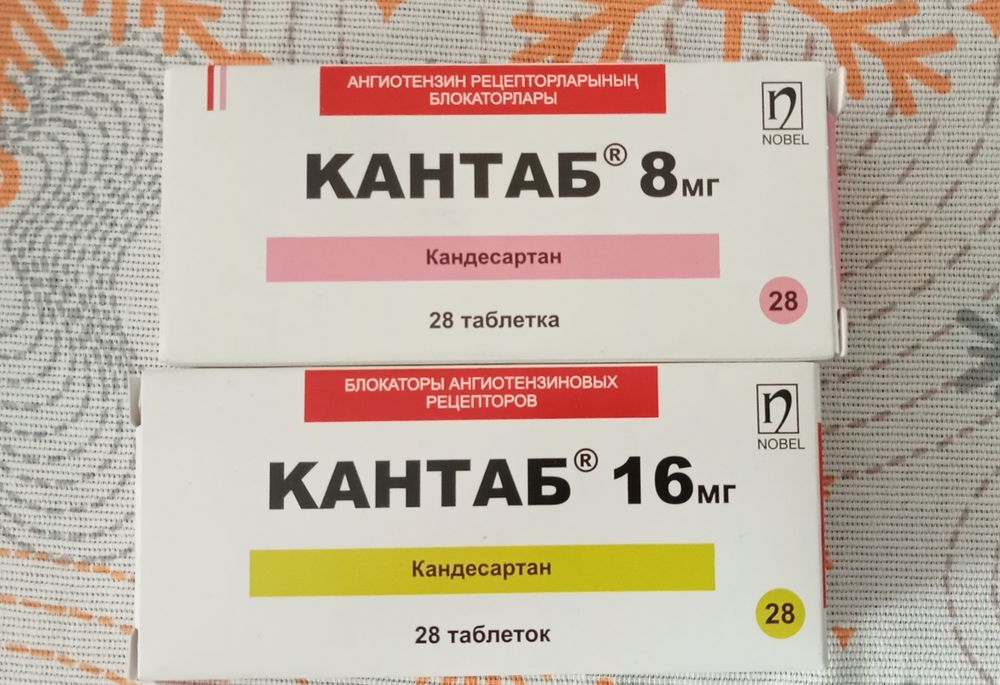 АНГИОТЕНЗИН РЕЦЕПТОРЛАРЫНЫҢ
БЛОКАТОРЛАРЫ
NOBEL
КАНТАБ® 8мг
Кандесартан
28 таблетка
28
БЛОКАТОРЫ АНГИОТЕНЗИНОВЫХ
РЕЦЕПТОРОВ
NOBEL
КАНТАБ® 16мг
Кандесартан
28 таблеток
28